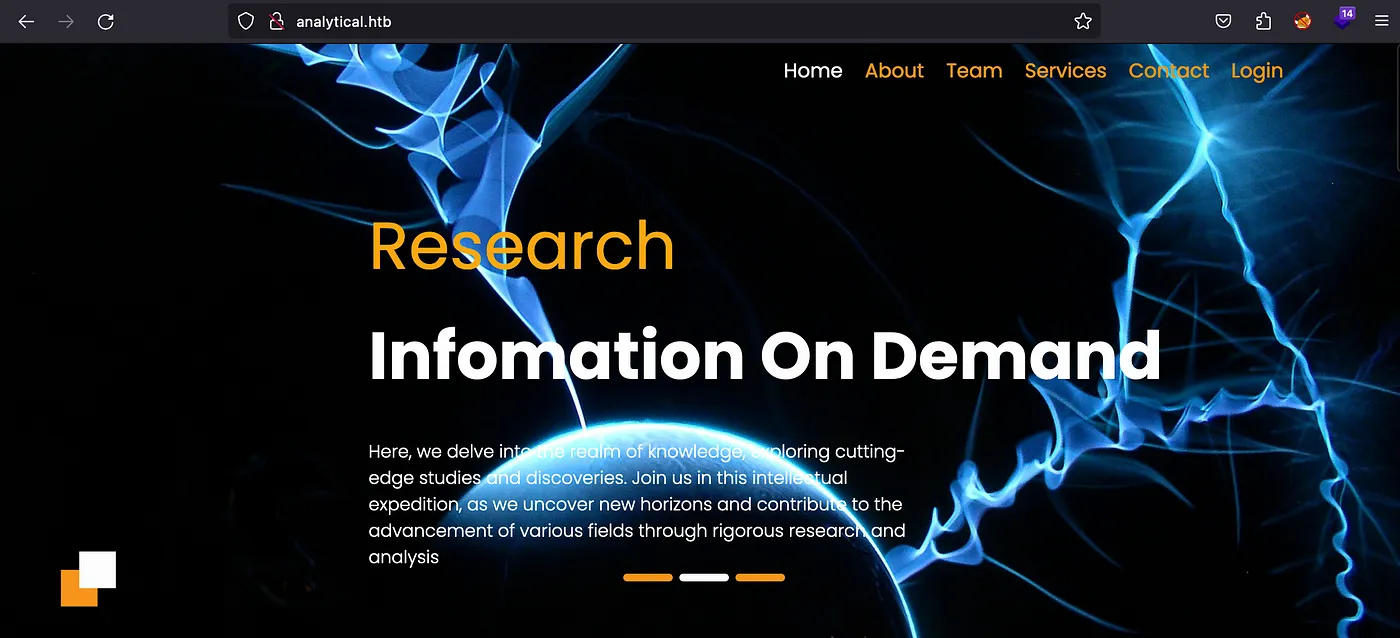 analytical.htb
14
Home About Team Services Contact Login
Research
Infomation On Demand
Here, we delve into the realm of knowledge, exploring cutting-
edge studies and discoveries. Join us in this intellectual
expedition, as we uncover new horizons and contribute to the
advancement of various fields through rigorous research and
analysis